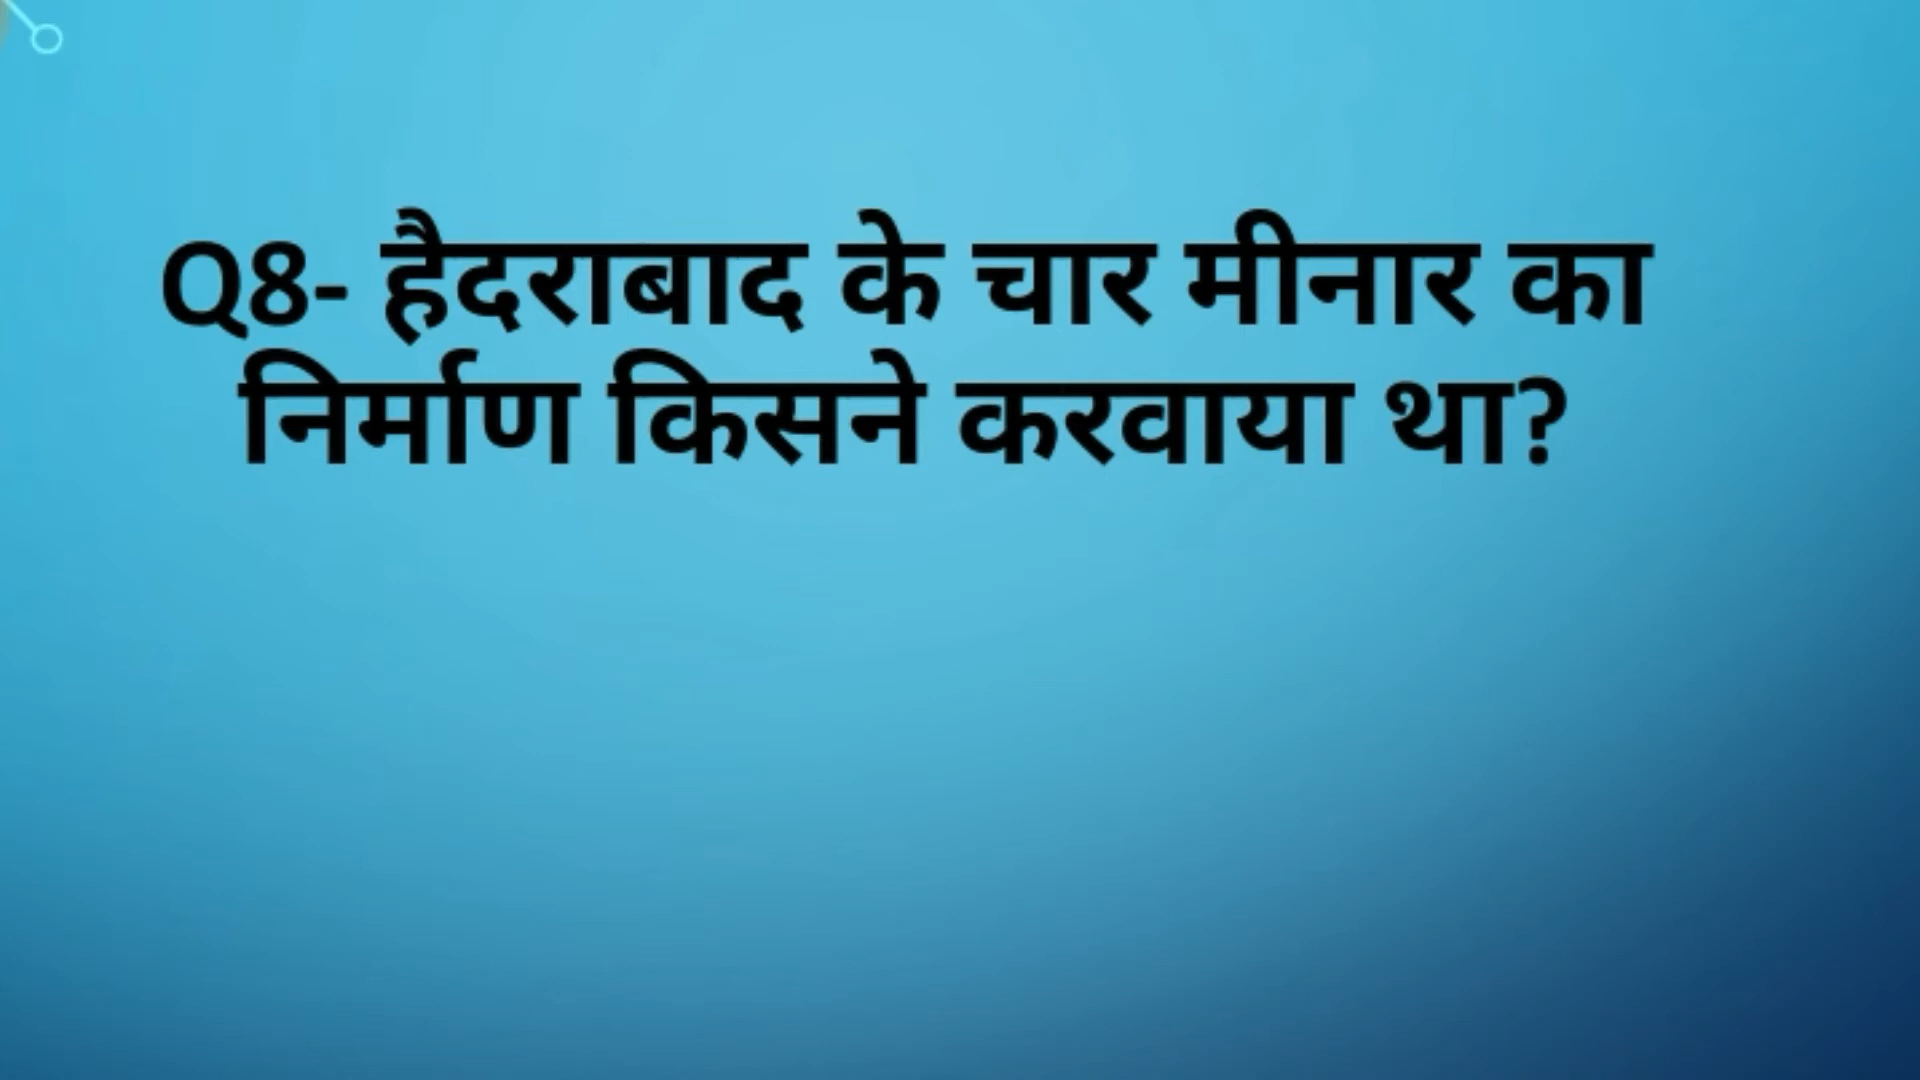 Q8- हैदराबाद के चार मीनार का
निर्माण किसने करवाया था?